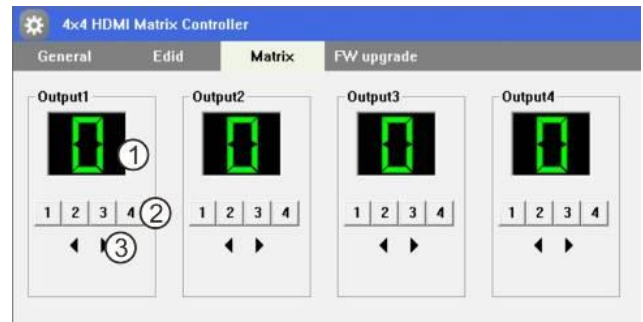 4x4 HDMI Matrix Controller
General Edid Matrix FW upgrade
Output1 Output2 Output3 Output4
0 1 0 0 0
1 2 3 4 2 1 2 3 4 1 2 3 4 1 2 3 4
3